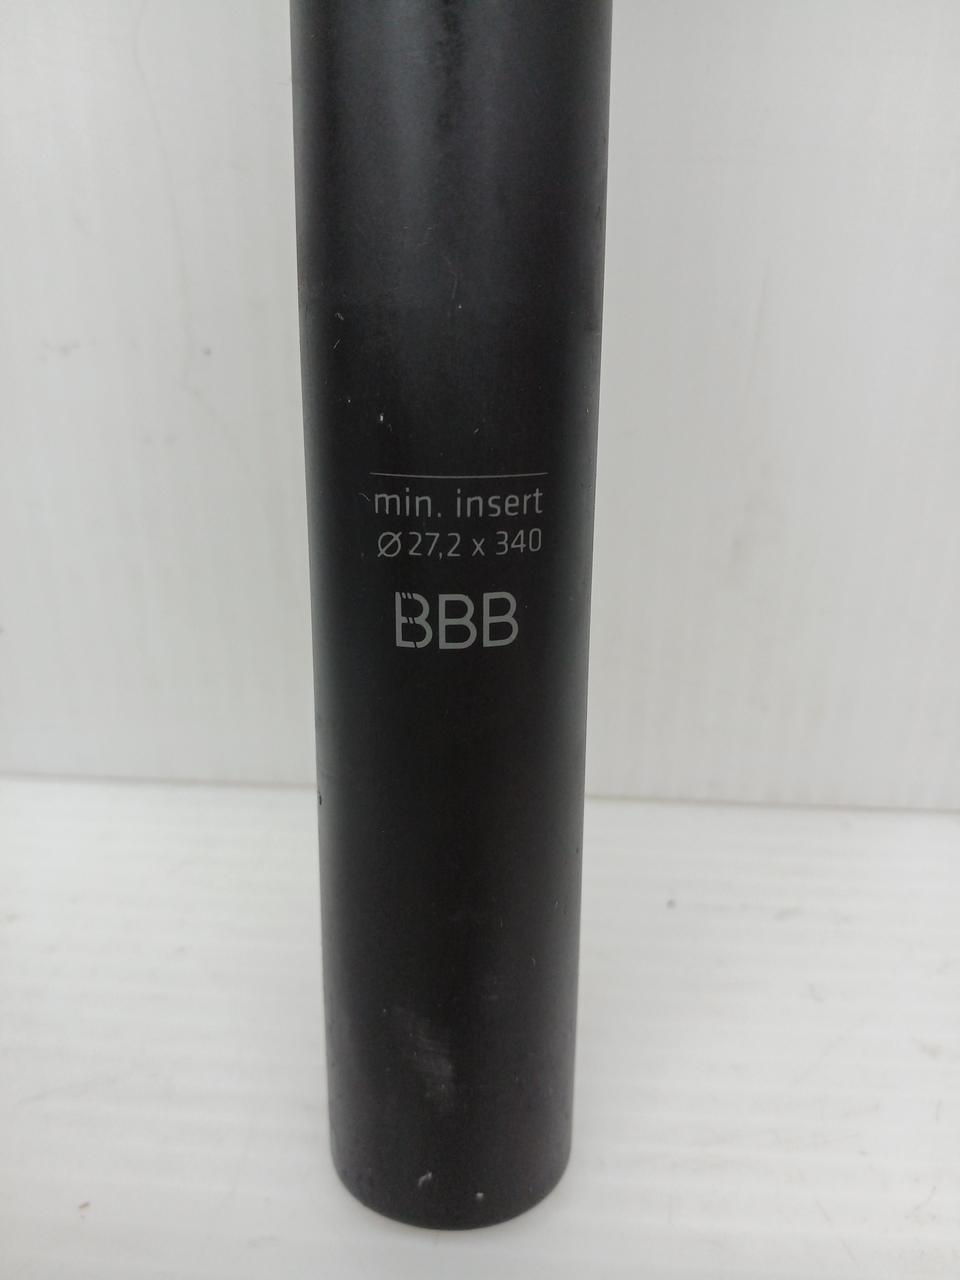 min. insert
Ø27,2 x 340
BBB